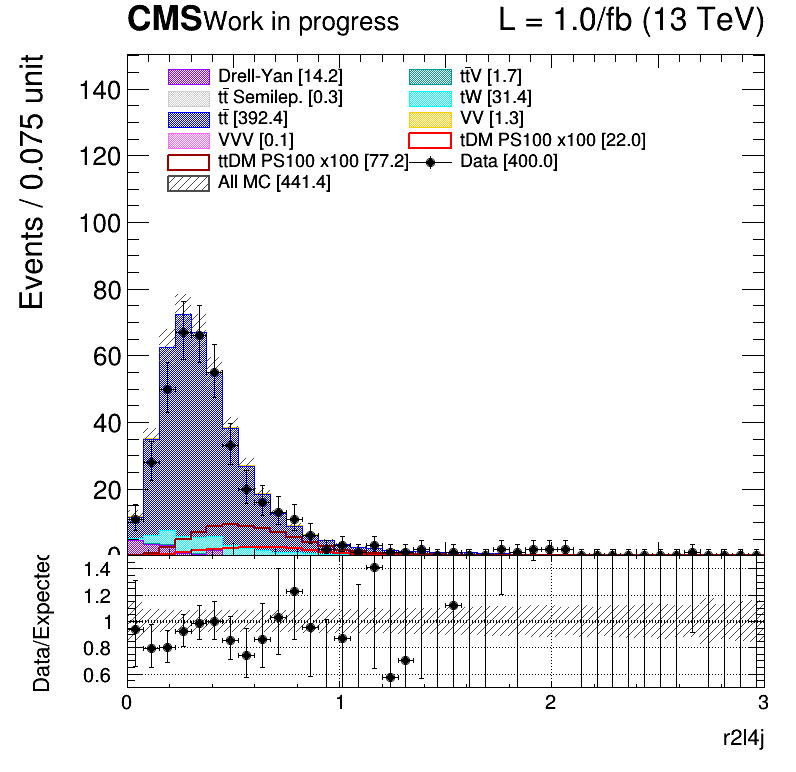 CMS Work in progress L = 1.0/fb (13 TeV)
Events / 0.075 unit
140
120
100
80
60
40
20
0
Drell-Yan [14.2]
tt̄ Semilep. [0.3]
tt̄ [392.4]
VVV [0.1]
ttDM PS100 x100 [77.2]
All MC [441.4]
tt̄V [1.7]
tW [31.4]
VV [1.3]
tDM PS100 x100 [22.0]
Data [400.0]
Data/Expected
1.4
1.2
1
0.8
0.6
0 1 2 3
r2l4j